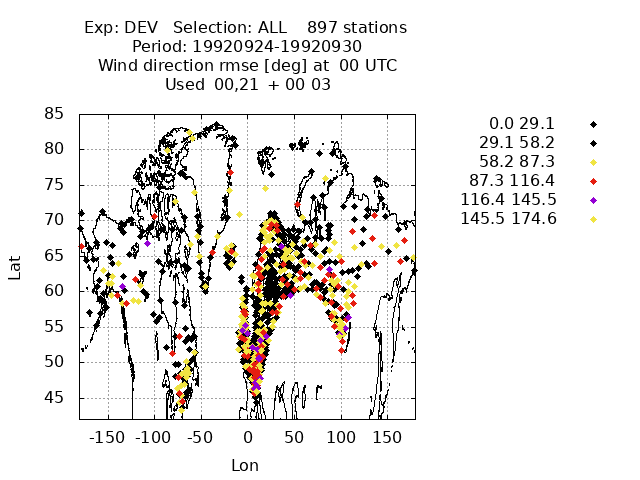 Exp: DEV   Selection: ALL    897 stations
Period: 19920924-19920930
Wind direction rmse [deg] at  00 UTC
Used  00,21  + 00 03
85
80
75
70
65
60
55
50
45
Lat
-150 -100 -50 0 50 100 150
Lon
0.0 29.1
29.1 58.2
58.2 87.3
87.3 116.4
116.4 145.5
145.5 174.6